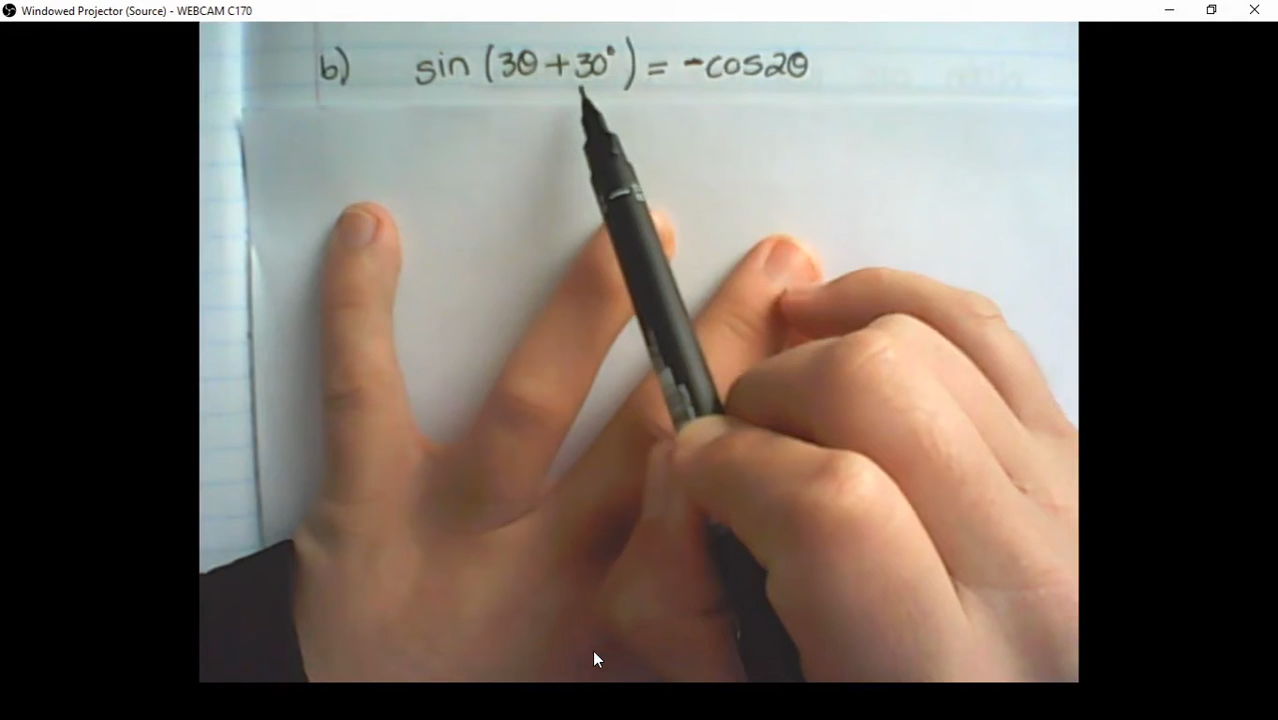 Windowed Projector (Source) - WEBCAM C170
b) sin (3θ + 30°) = -cos2θ